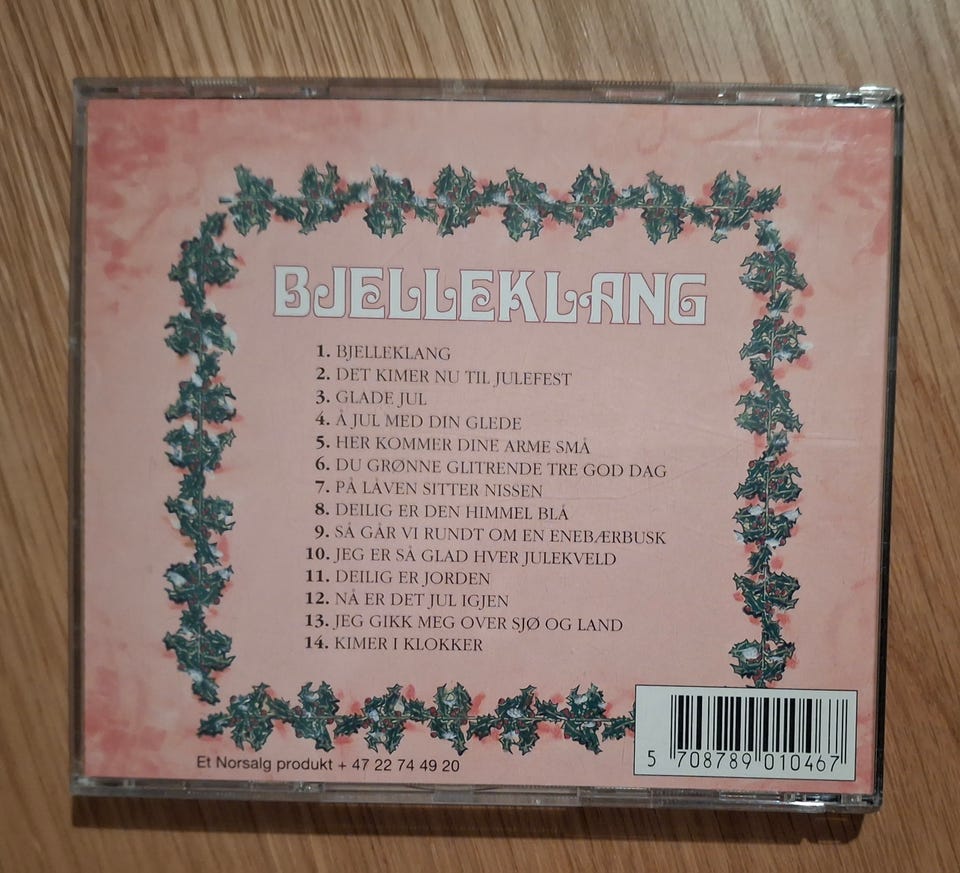 BJELLEKLANG
1. BJELLEKLANG
2. DET KIMER NU TIL JULEFEST
3. GLADE JUL
4. Å JUL MED DIN GLEDE
5. HER KOMMER DINE ARME SMÅ
6. DU GRØNNE GLITRENDE TRE GOD DAG
7. PÅ LÅVEN SITTER NISSEN
8. DEILIG ER DEN HIMMEL BLÅ
9. SÅ GÅR VI RUNDT OM EN ENEBÆRBUSK
10. JEG ER SÅ GLAD HVER JULEKVELD
11. DEILIG ER JORDEN
12. NÅ ER DET JUL IGJEN
13. JEG GIKK MEG OVER SJØ OG LAND
14. KIMER I KLOKKER
Et Norsalg produkt + 47 22 74 49 20
5 708789 010467